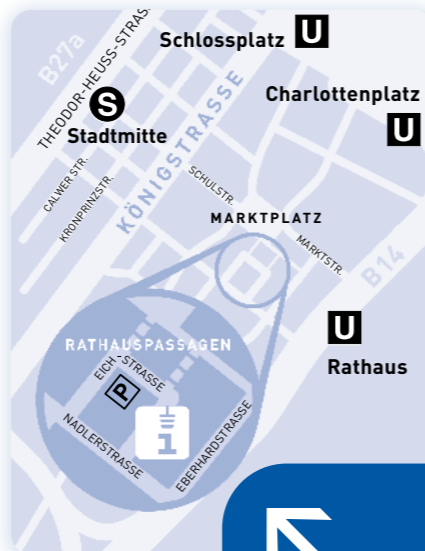 Schlossplatz U
B27a
THEODOR-HEUSS-STRAS
Charlottenplatz
U
S
Stadtmitte
KÖNIGSTRASSE
CALWER STR.
KRONPRINZSTR.
SCHULSTR.
MARKTPLATZ
MARKTSTR.
B14
U
Rathaus
RATHAUSPASSAGEN
EICH-STRASSE
P
i
NADLERSTRASSE
EBERHARDSTRASSE